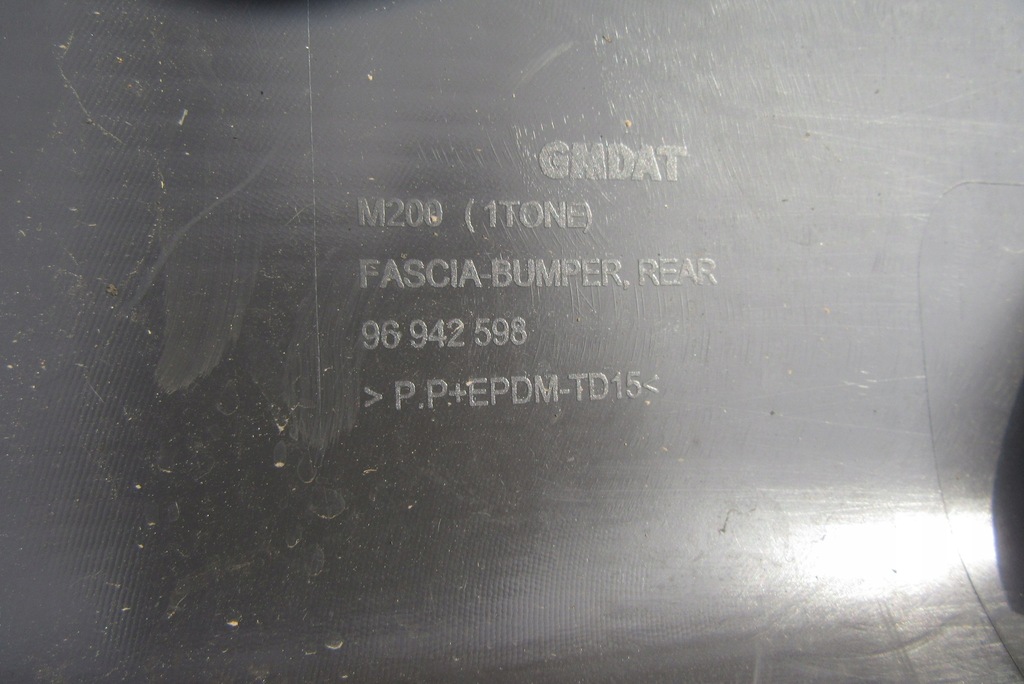 GMDAT
M200 (1TONE)
FASCIA-BUMPER, REAR
96 942 598
> P.P+EPDM-TD15<